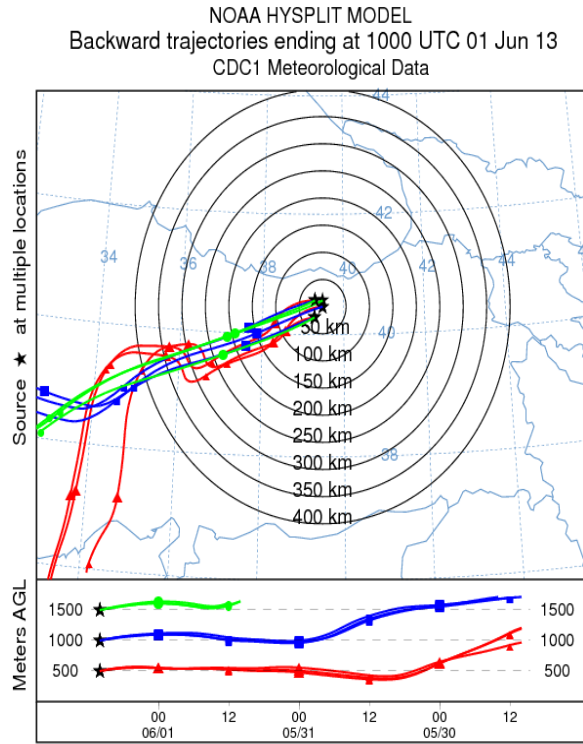 NOAA HYSPLIT MODEL
Backward trajectories ending at 1000 UTC 01 Jun 13
CDC1 Meteorological Data
Source ★ at multiple locations
44
42
34
36
38
40
42
44
40
38
50 km
100 km
150 km
200 km
250 km
300 km
350 km
400 km
Meters AGL
1500 1500
1000 1000
500 500
00 12 00 12 00 12
06/01 05/31 05/30